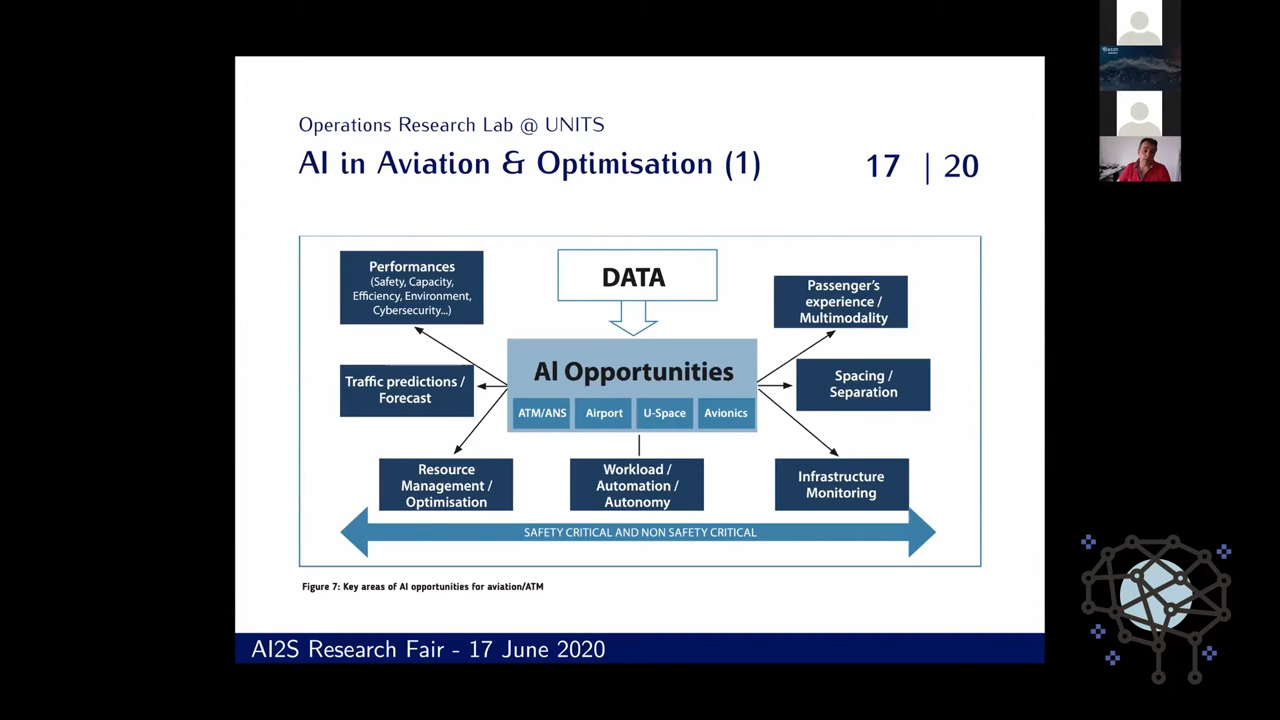 Operations Research Lab @ UNITS
AI in Aviation & Optimisation (1)
17 | 20
Performances
(Safety, Capacity,
Efficiency, Environment,
Cybersecurity...)
DATA
Passenger's
experience /
Multimodality
AI Opportunities
ATM/ANS
Airport
U-Space
Avionics
Traffic predictions /
Forecast
Spacing /
Separation
Resource
Management /
Optimisation
Workload /
Automation /
Autonomy
Infrastructure
Monitoring
SAFETY CRITICAL AND NON SAFETY CRITICAL
Figure 7: Key areas of AI opportunities for aviation/ATM
AI2S Research Fair - 17 June 2020